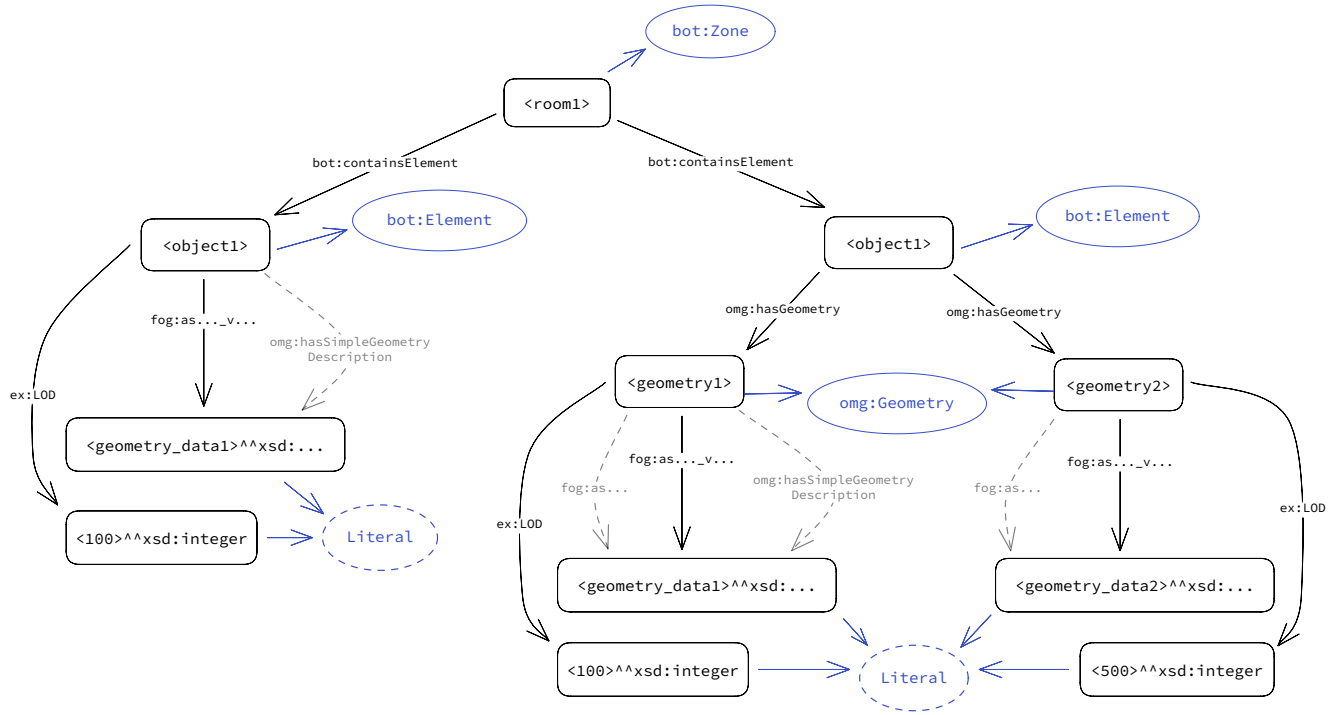 bot:Zone
<room1>
bot:containsElement
bot:containsElement
bot:Element
bot:Element
<object1>
<object1>
fog:as..._v...
omg:hasSimpleGeometry
Description
ex:LOD
<geometry_data1>^^xsd:...
<100>^^xsd:integer
Literal
omg:hasGeometry
omg:hasGeometry
<geometry1>
omg:Geometry
<geometry2>
fog:as...
fog:as..._v...
omg:hasSimpleGeometry
Description
fog:as...
fog:as..._v...
ex:LOD
ex:LOD
<geometry_data1>^^xsd:...
<geometry_data2>^^xsd:...
<100>^^xsd:integer
Literal
<500>^^xsd:integer